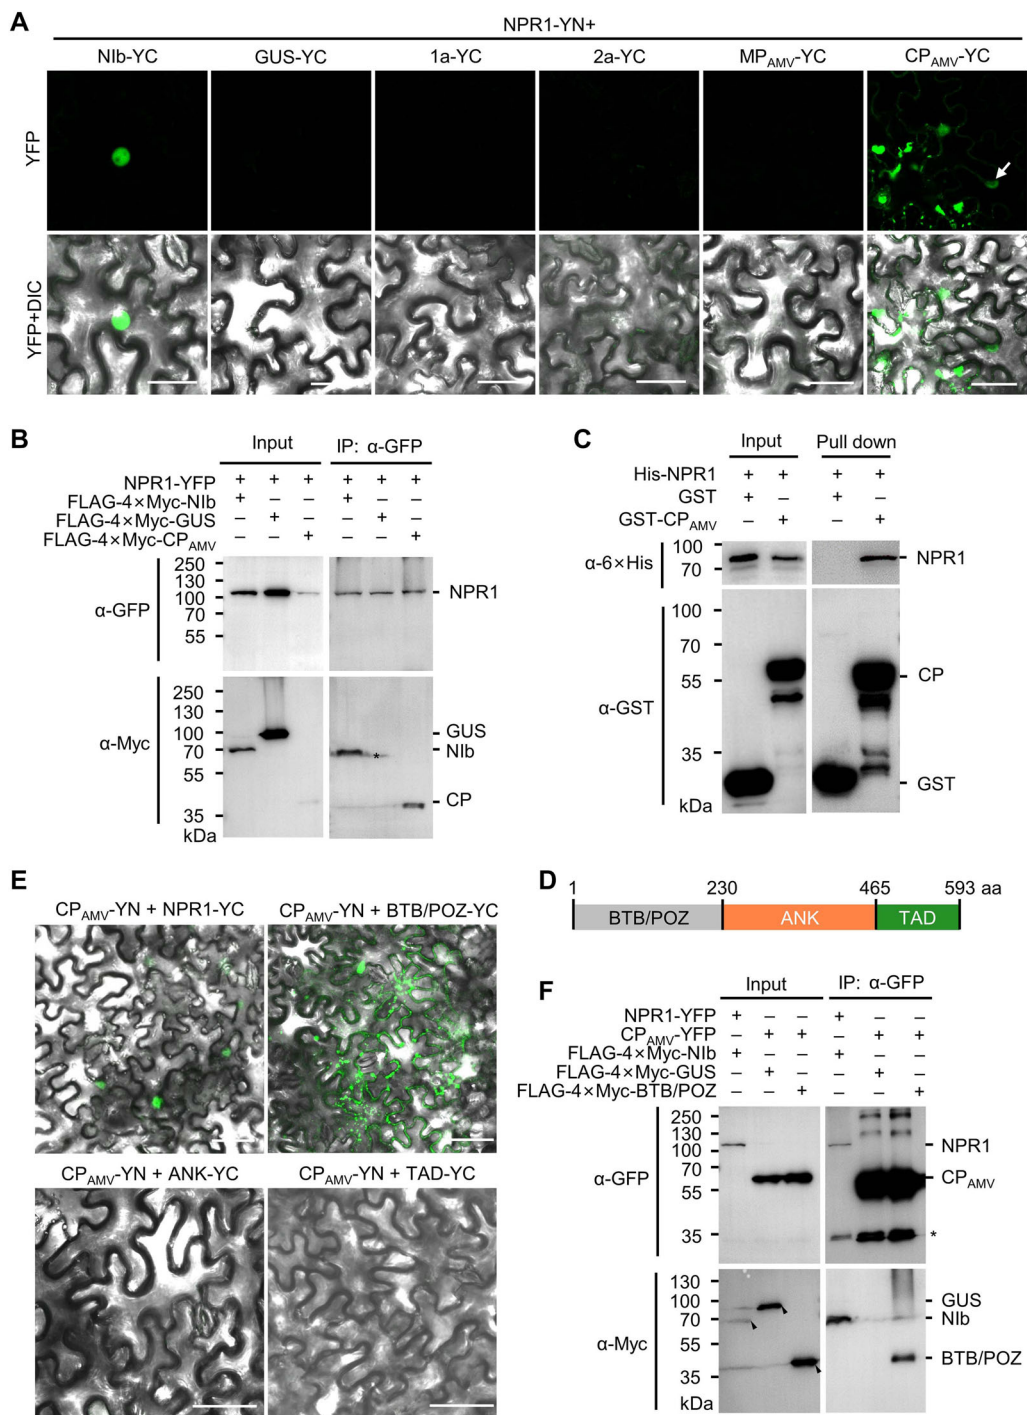 A
NPR1-YN+
NIb-YC GUS-YC 1a-YC 2a-YC MPAMV-YC CPAMV-YC
YFP
YFP+DIC
B
Input IP: α-GFP
NPR1-YFP + + + + + +
FLAG-4×Myc-NIb + – – + – –
FLAG-4×Myc-GUS – + – – + –
FLAG-4×Myc-CPAMV – – + – – +
α-GFP
250
130
100
70
55
NPR1
α-Myc
250
130
100
70
55
35
kDa
GUS
NIb
CP
*
C
Input Pull down
His-NPR1 + + + +
GST + – + –
GST-CPAMV – + – +
α-6×His
100
70
NPR1
α-GST
100
70
55
35
kDa
CP
GST
D
1 230 465 593 aa
BTB/POZ ANK TAD
E
CPAMV-YN + NPR1-YC CPAMV-YN + BTB/POZ-YC
CPAMV-YN + ANK-YC CPAMV-YN + TAD-YC
F
Input IP: α-GFP
NPR1-YFP + – – + – –
CPAMV-YFP – + + – + +
FLAG-4×Myc-NIb + – – + – –
FLAG-4×Myc-GUS – + – – + –
FLAG-4×Myc-BTB/POZ – – + – – +
α-GFP
250
130
100
70
55
35
NPR1
CPAMV
*
α-Myc
130
100
70
55
35
kDa
GUS
NIb
BTB/POZ